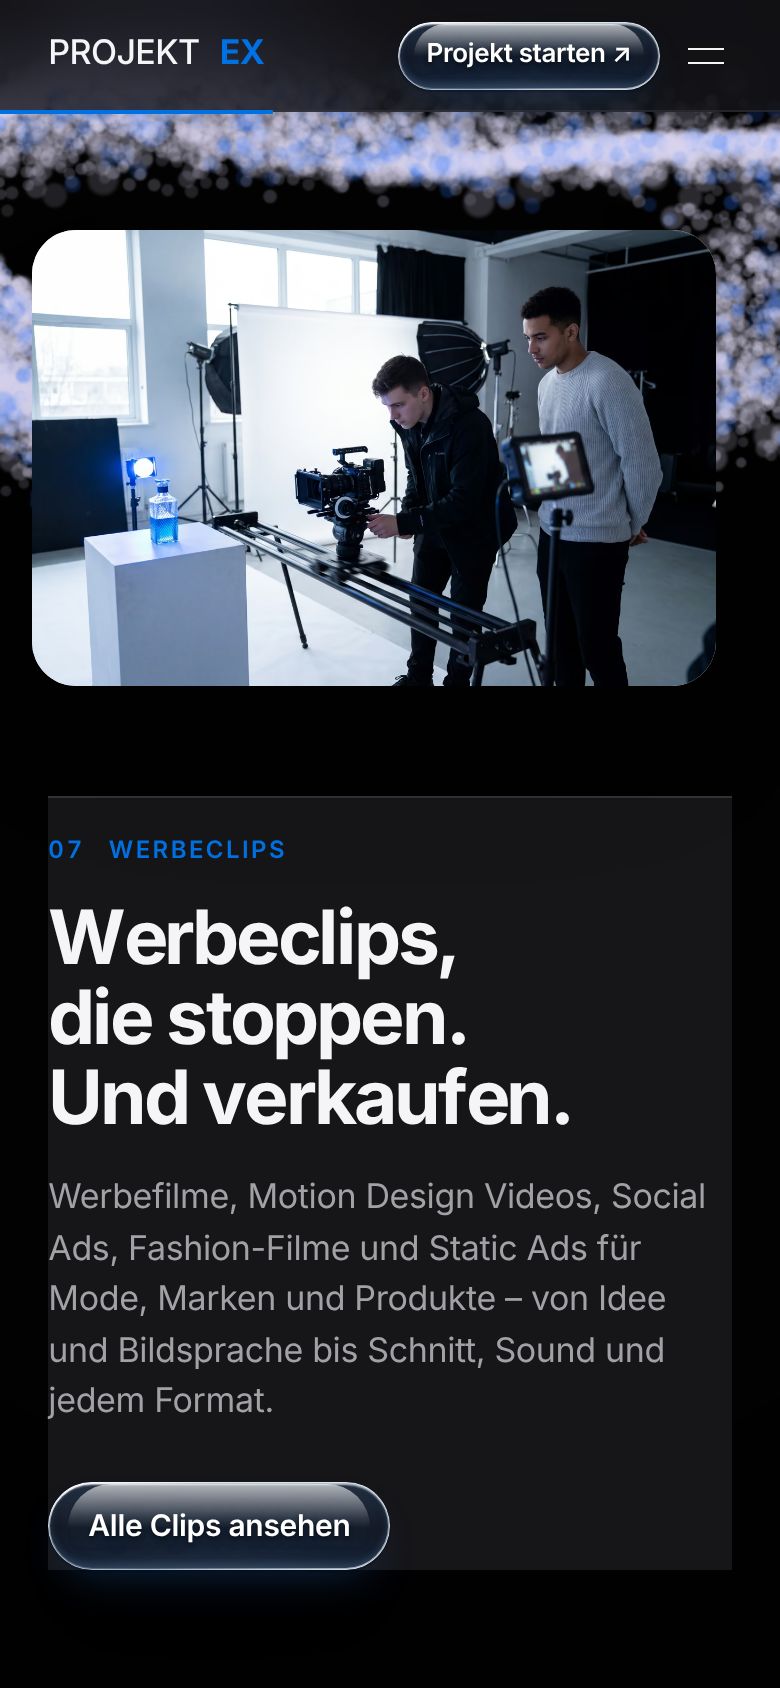 PROJEKT EX
Projekt starten ↗
07 WERBECLIPS
Werbeclips,
die stoppen.
Und verkaufen.
Werbefilme, Motion Design Videos, Social
Ads, Fashion-Filme und Static Ads für
Mode, Marken und Produkte – von Idee
und Bildsprache bis Schnitt, Sound und
jedem Format.
Alle Clips ansehen